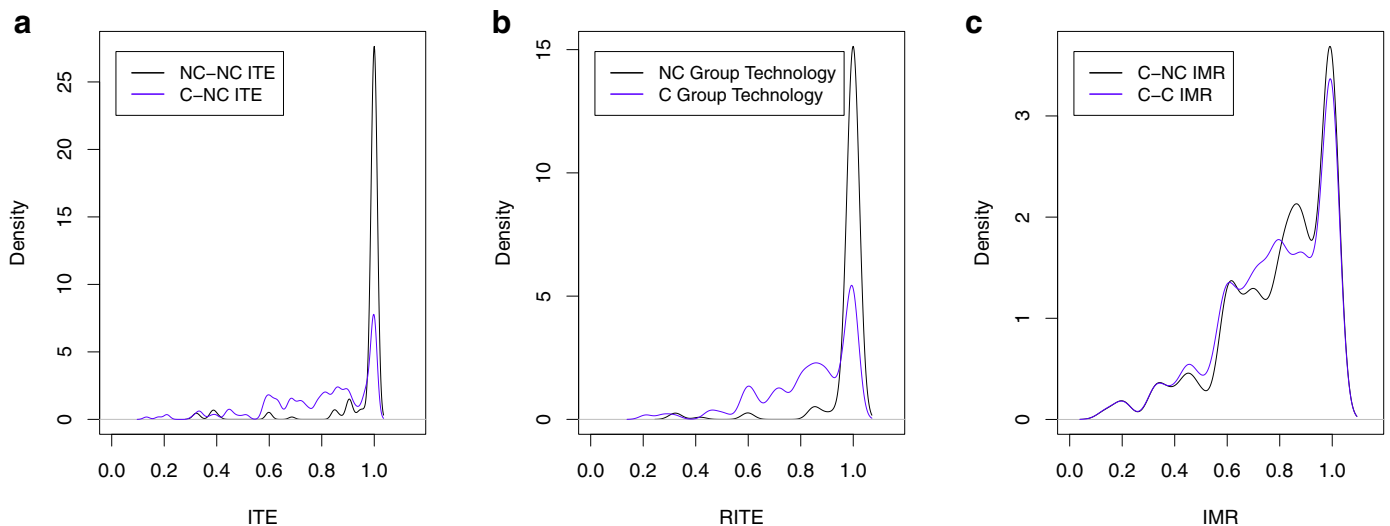 a
NC−NC ITE
C−NC ITE
Density
0 5 10 15 20 25
0.0 0.2 0.4 0.6 0.8 1.0
ITE
b
NC Group Technology
C Group Technology
Density
0 5 10 15
0.0 0.2 0.4 0.6 0.8 1.0
RITE
c
C−NC IMR
C−C IMR
Density
0 1 2 3
0.0 0.2 0.4 0.6 0.8 1.0
IMR